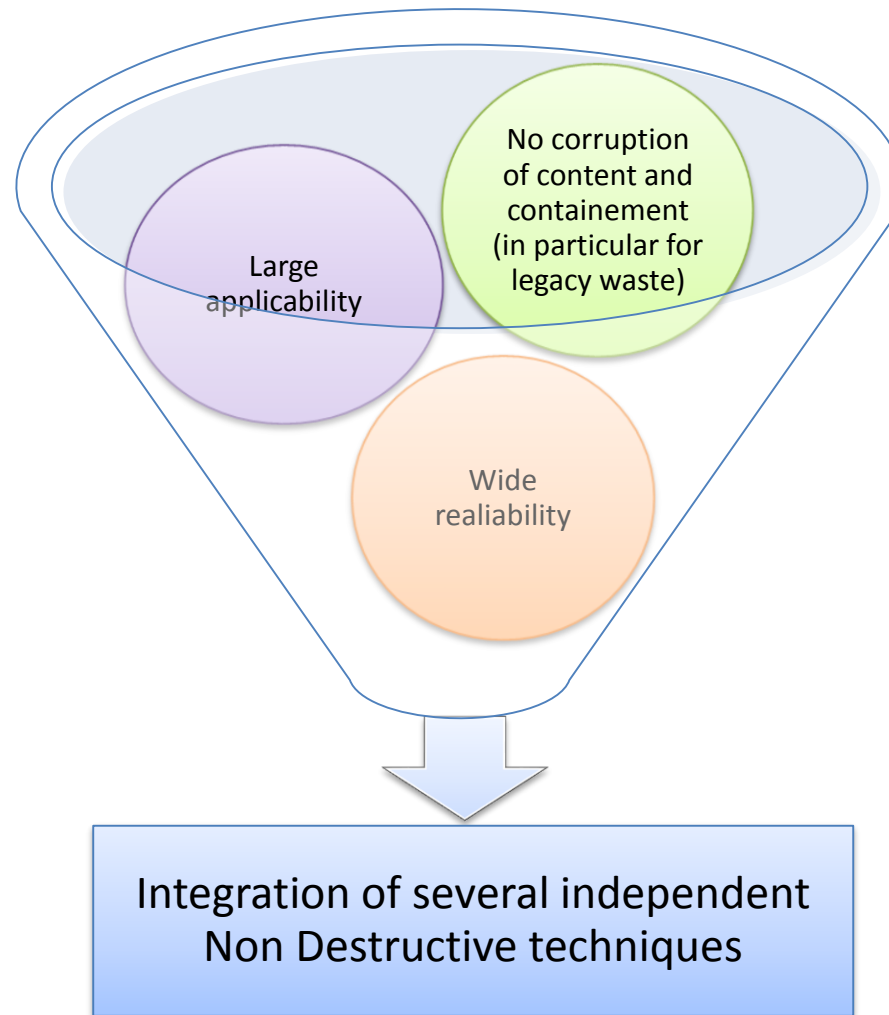 No corruption
of content and
containement
(in particular for
legacy waste)
Large
applicability
Wide
realiability
Integration of several independent
Non Destructive techniques